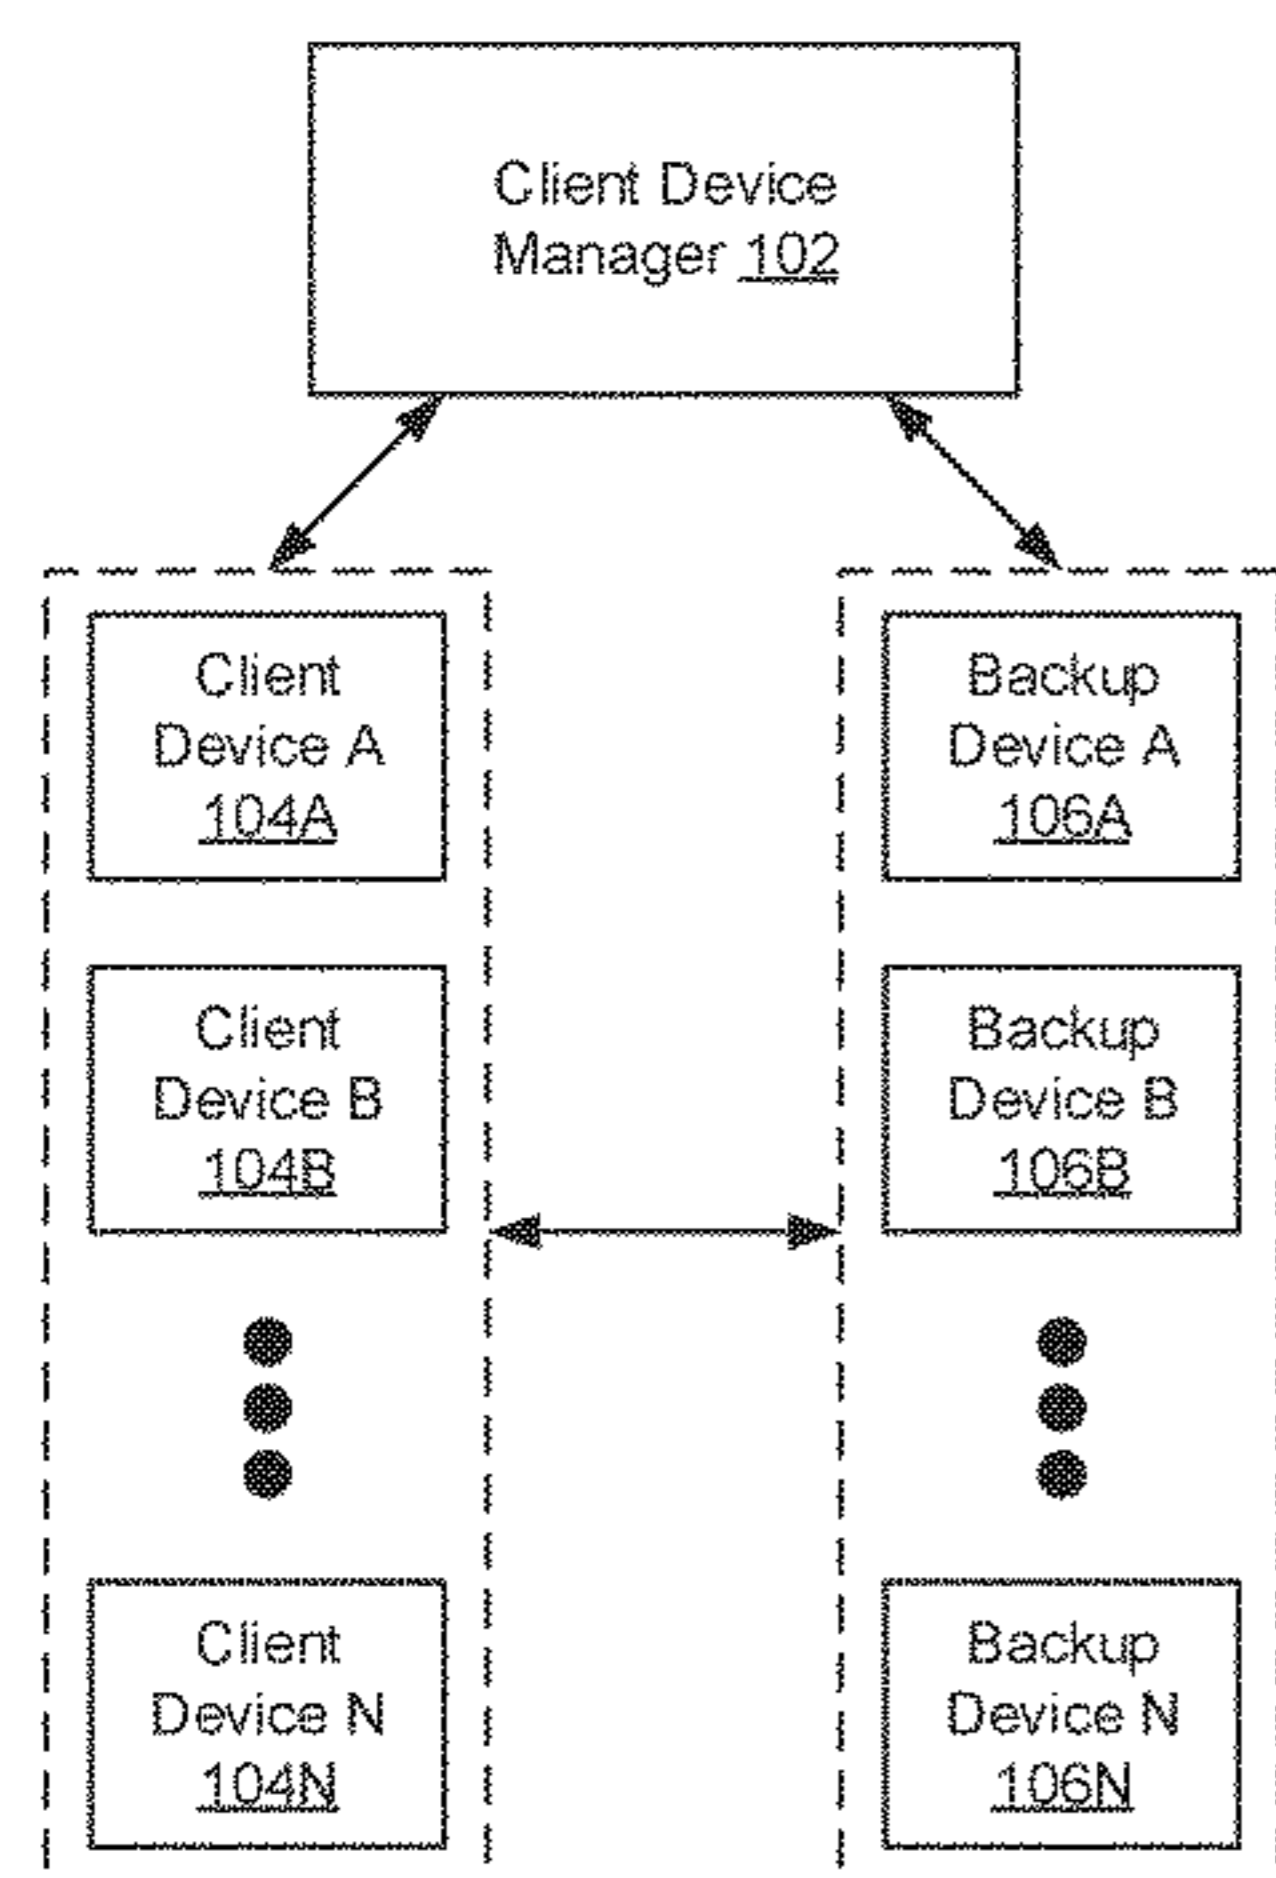 Client Device
Manager 102
Client
Device A
104A
Backup
Device A
106A
Client
Device B
104B
Backup
Device B
106B
Client
Device N
104N
Backup
Device N
106N